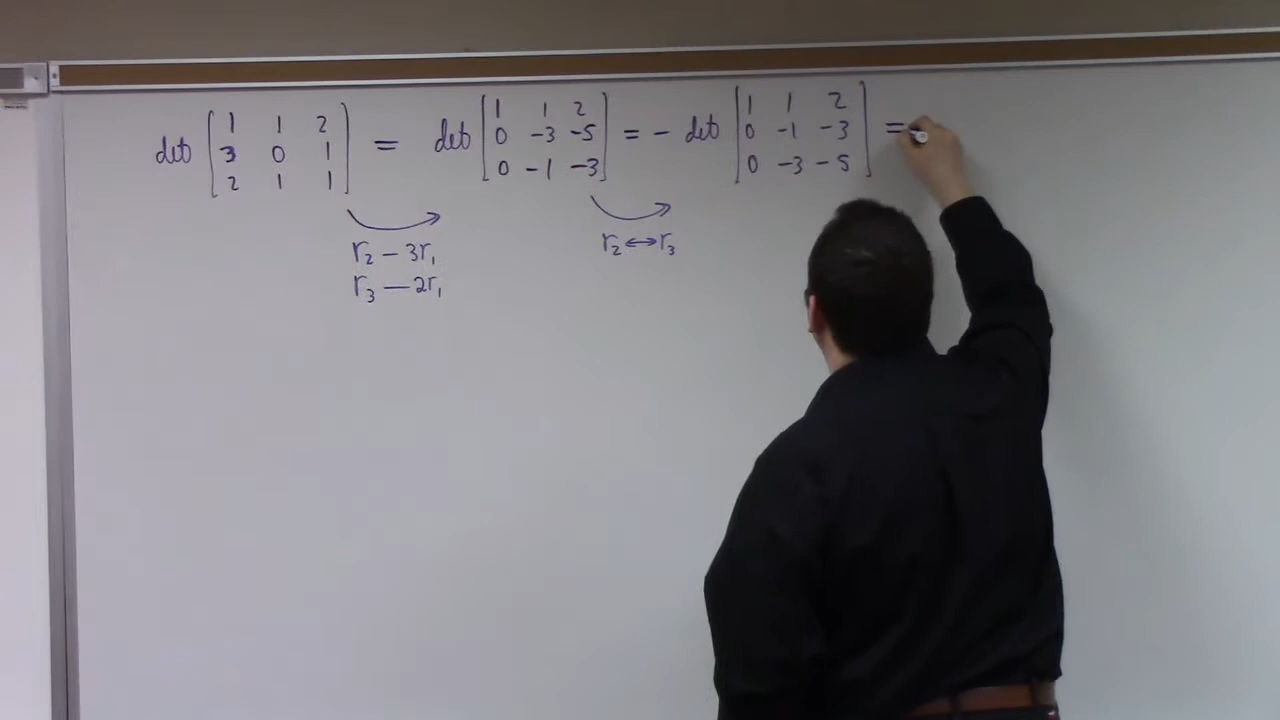 det [1 1 2; 3 0 1; 2 1 1] = det [1 1 2; 0 -3 -5; 0 -1 -3] = - det [1 1 2; 0 -1 -3; 0 -3 -5] =
r₂ - 3r₁
r₃ - 2r₁
r₂ ↔ r₃